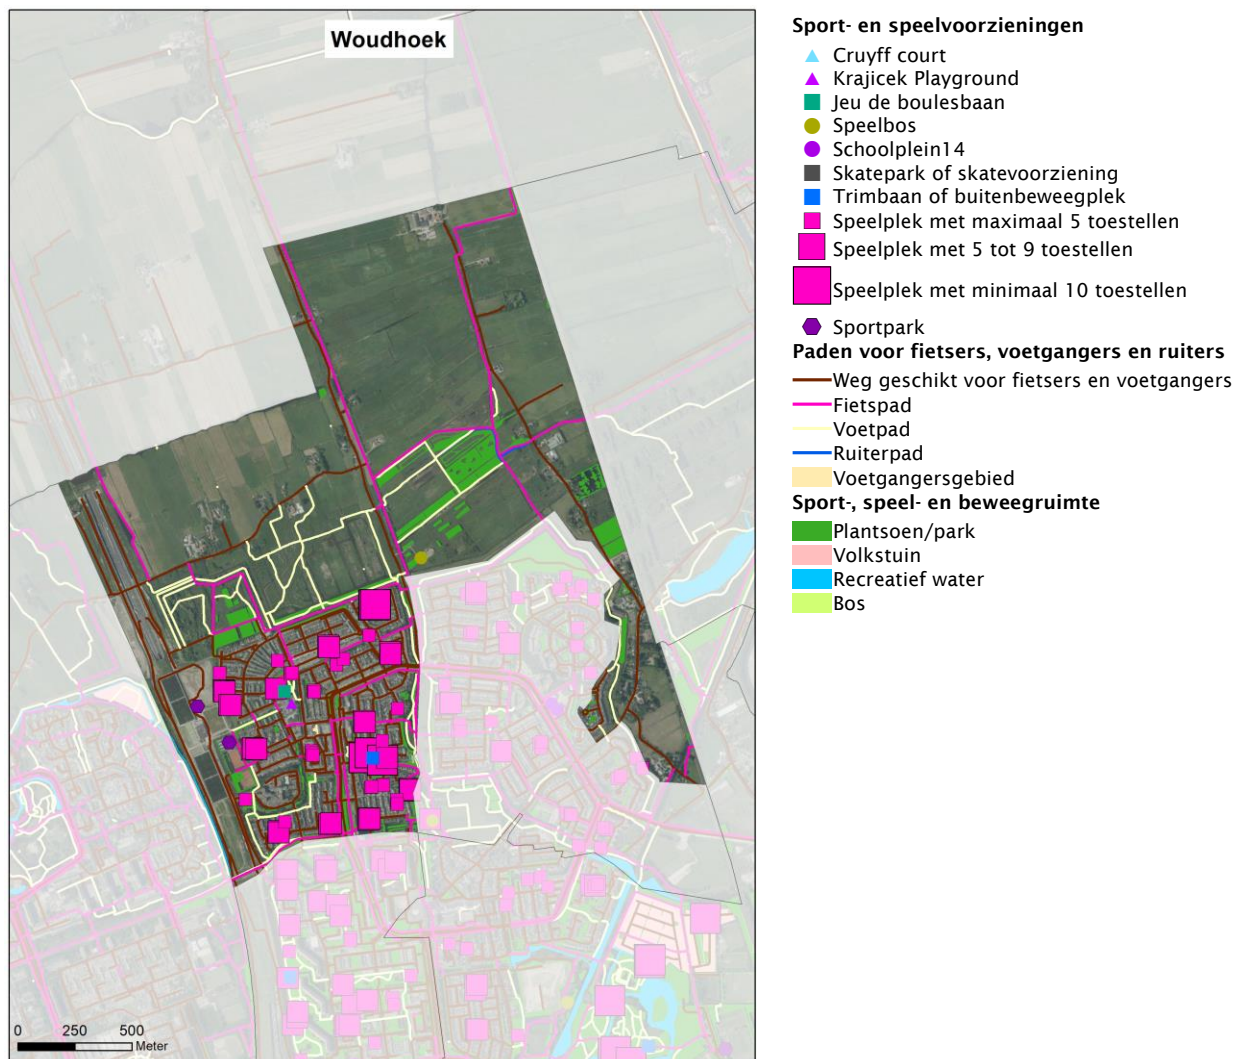 Woudhoek
0 250 500
Meter
Sport- en speelvoorzieningen
Cruyff court
Krajicek Playground
Jeu de boulesbaan
Speelbos
Schoolplein14
Skatepark of skatevoorziening
Trimbaan of buitenbeweegplek
Speelplek met maximaal 5 toestellen
Speelplek met 5 tot 9 toestellen
Speelplek met minimaal 10 toestellen
Sportpark
Paden voor fietsers, voetgangers en ruiters
Weg geschikt voor fietsers en voetgangers
Fietspad
Voetpad
Ruiterpad
Voetgangersgebied
Sport-, speel- en beweegruimte
Plantsoen/park
Volkstuin
Recreatief water
Bos